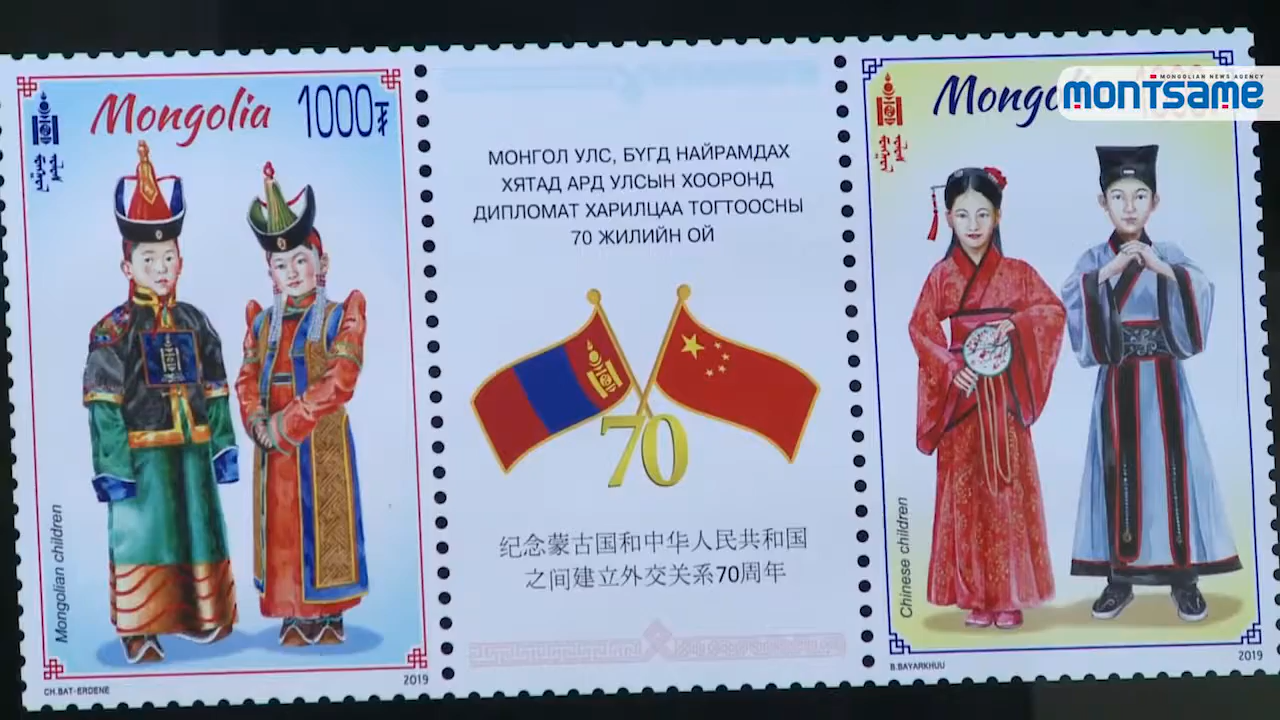 Mongolia
1000₮
Mongolian children
CH.BAT-ERDENE
2019
МОНГОЛ УЛС, БҮГД НАЙРАМДАХ
ХЯТАД АРД УЛСЫН ХООРОНД
ДИПЛОМАТ ХАРИЛЦАА ТОГТООСНЫ
70 ЖИЛИЙН ОЙ
70
纪念蒙古国和中华人民共和国
之间建立外交关系70周年
MONGOLIAN NEWS AGENCY
MONTSAME
Chinese children
B.BAYARKHUU
2019